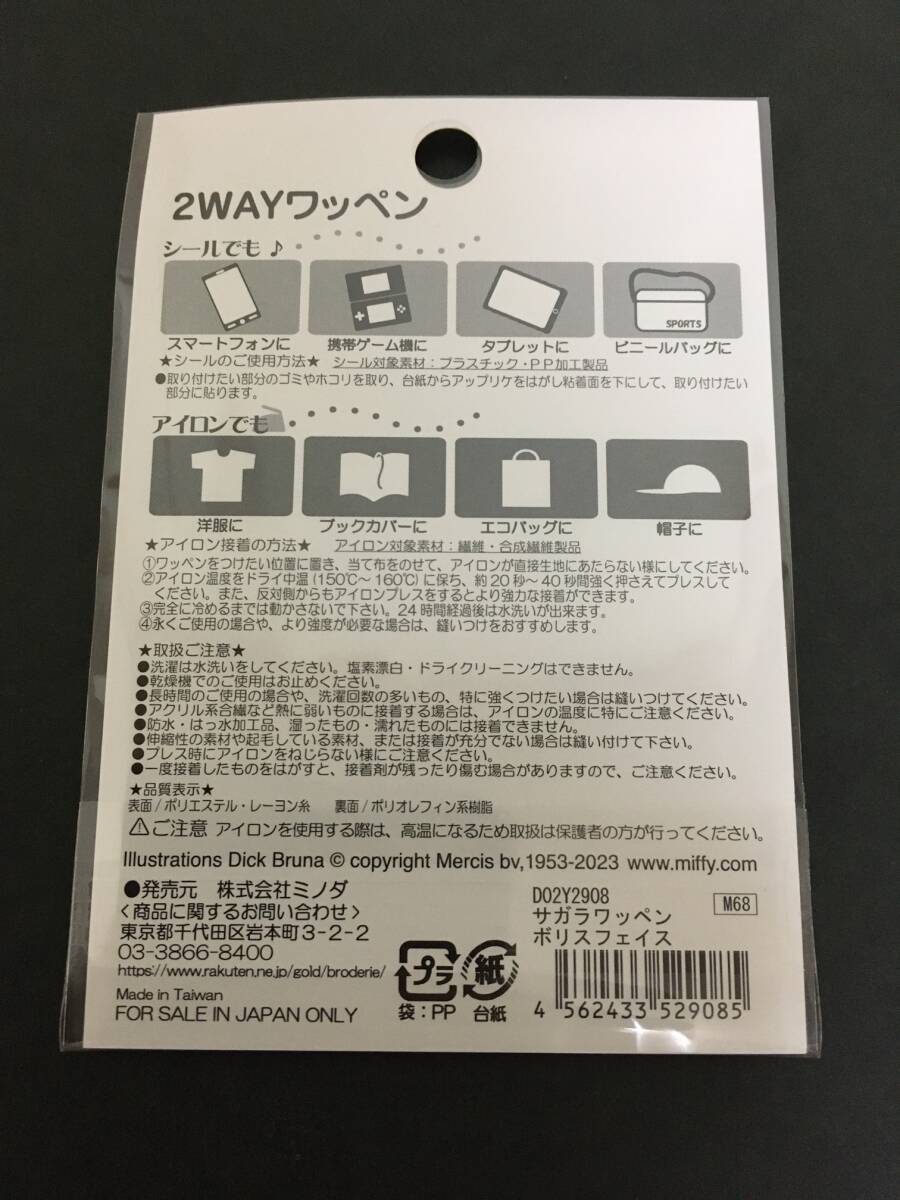 2WAYワッペン
シールでも♪
SPORTS
スマートフォンに 携帯ゲーム機に タブレットに ビニールバッグに
★シールのご使用方法★ シール対象素材：プラスチック・PP加工製品
●取り付けたい部分のゴミやホコリを取り、台紙からアップリケをはがし粘着面を下にして、取り付けたい
部分に貼ります。
アイロンでも
洋服に ブックカバーに エコバッグに 帽子に
★アイロン接着の方法★ アイロン対象素材：繊維・合成繊維製品
①ワッペンをつけたい位置に置き、当て布をのせて、アイロンが直接生地にあたらない様にしてください。
②アイロン温度をドライ中温(150℃～160℃)に保ち、約20秒～40秒間強く押さえてプレスして
ください。また、反対側からもアイロンプレスをするとより強力な接着ができます。
③完全に冷めるまでは動かさないで下さい。24時間経過後は水洗いが出来ます。
④永くご使用の場合や、より強度が必要な場合は、縫いつけをおすすめします。
★取扱ご注意★
●洗濯は水洗いをしてください。塩素漂白・ドライクリーニングはできません。
●乾燥機でのご使用はお止めください。
●長時間のご使用の場合や、洗濯回数の多いもの、特に強くつけたい場合は縫いつけてください。
●アクリル系合繊など熱に弱いものに接着する場合は、アイロンの温度に特にご注意ください。
●防水・はっ水加工品、湿ったもの・濡れたものには接着できません。
●伸縮性の素材や起毛している素材、または接着が充分でない場合は縫い付けて下さい。
●プレス時にアイロンをねじらない様にご注意ください。
●一度接着したものをはがすと、接着剤が残ったり傷む場合がありますので、ご注意ください。
★品質表示★
表面/ポリエステル・レーヨン糸 裏面/ポリオレフィン系樹脂
⚠ご注意 アイロンを使用する際は、高温になるため取扱は保護者の方が行ってください。
Illustrations Dick Bruna © copyright Mercis bv,1953-2023 www.miffy.com
●発売元 株式会社ミノダ
<商品に関するお問い合わせ>
東京都千代田区岩本町3-2-2
03-3866-8400
https://www.rakuten.ne.jp/gold/broderie/
Made in Taiwan
FOR SALE IN JAPAN ONLY
プラ 紙
袋：PP 台紙
D02Y2908
サガラワッペン
ボリスフェイス
M68
4 562433 529085